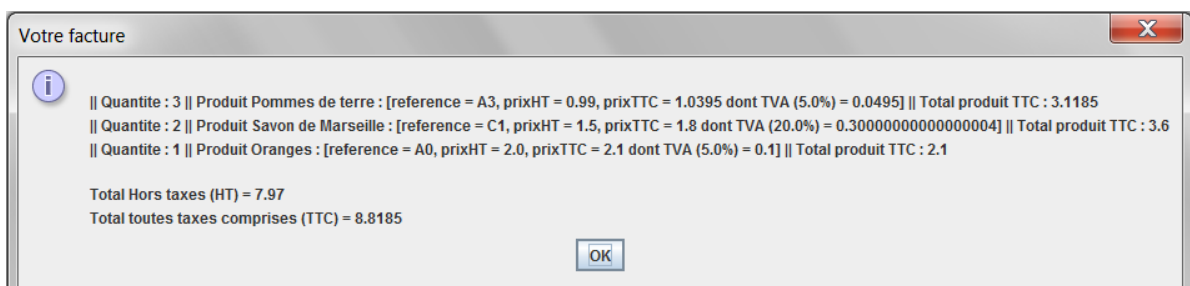 Votre facture
X
i
|| Quantite : 3 || Produit Pommes de terre : [reference = A3, prixHT = 0.99, prixTTC = 1.0395 dont TVA (5.0%) = 0.0495] || Total produit TTC : 3.1185
|| Quantite : 2 || Produit Savon de Marseille : [reference = C1, prixHT = 1.5, prixTTC = 1.8 dont TVA (20.0%) = 0.30000000000000004] || Total produit TTC : 3.6
|| Quantite : 1 || Produit Oranges : [reference = A0, prixHT = 2.0, prixTTC = 2.1 dont TVA (5.0%) = 0.1] || Total produit TTC : 2.1
Total Hors taxes (HT) = 7.97
Total toutes taxes comprises (TTC) = 8.8185
OK